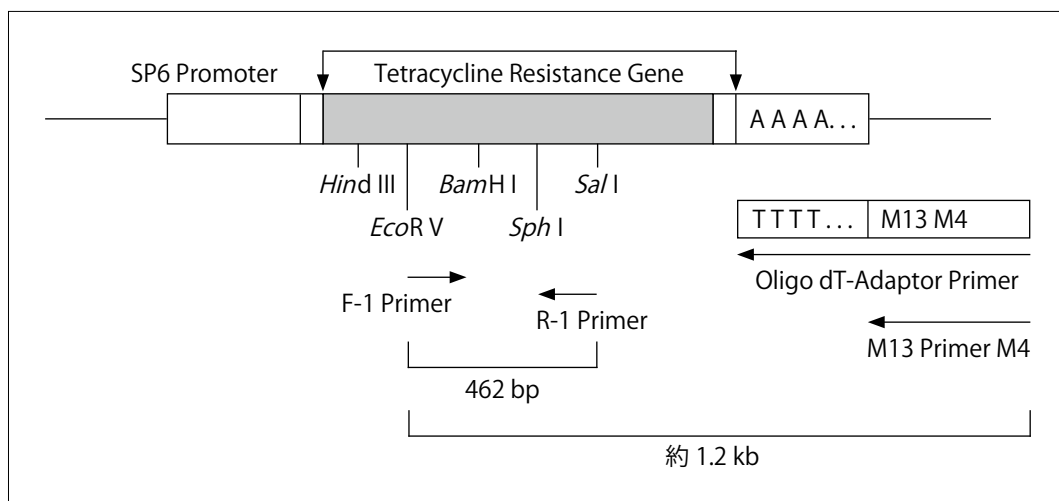 SP6 Promoter
Tetracycline Resistance Gene
A A A A. . .
Hind III
BamH I
Sal I
EcoR V
Sph I
T T T T . . .
M13 M4
Oligo dT-Adaptor Primer
F-1 Primer
R-1 Primer
M13 Primer M4
462 bp
約 1.2 kb